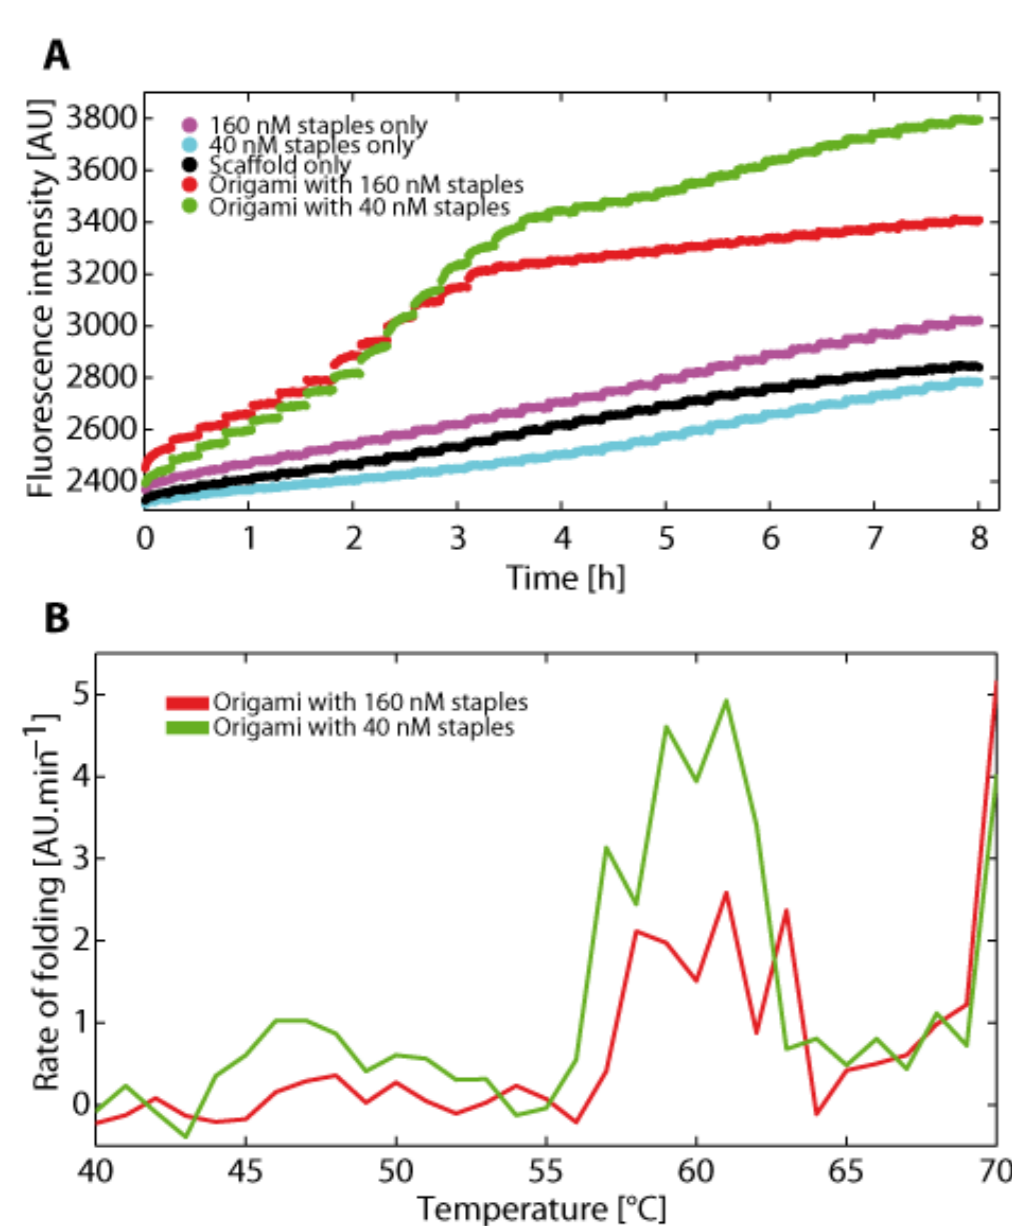 A
Fluorescence intensity [AU]
3800
3600
3400
3200
3000
2800
2600
2400
160 nM staples only
40 nM staples only
Scaffold only
Origami with 160 nM staples
Origami with 40 nM staples
0 1 2 3 4 5 6 7 8
Time [h]
B
Rate of folding [AU.min⁻¹]
5
4
3
2
1
0
Origami with 160 nM staples
Origami with 40 nM staples
40 45 50 55 60 65 70
Temperature [°C]